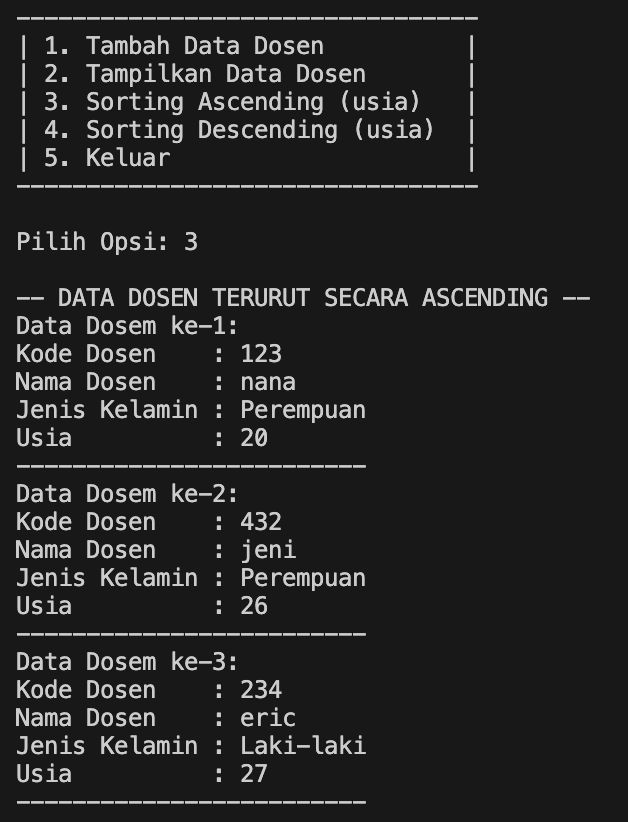 ---------------------------------
| 1. Tambah Data Dosen          |
| 2. Tampilkan Data Dosen       |
| 3. Sorting Ascending (usia)   |
| 4. Sorting Descending (usia)  |
| 5. Keluar                     |
---------------------------------
Pilih Opsi: 3
-- DATA DOSEN TERURUT SECARA ASCENDING --
Data Dosem ke-1:
Kode Dosen    : 123
Nama Dosen    : nana
Jenis Kelamin : Perempuan
Usia          : 20
-------------------------
Data Dosem ke-2:
Kode Dosen    : 432
Nama Dosen    : jeni
Jenis Kelamin : Perempuan
Usia          : 26
-------------------------
Data Dosem ke-3:
Kode Dosen    : 234
Nama Dosen    : eric
Jenis Kelamin : Laki-laki
Usia          : 27
-------------------------